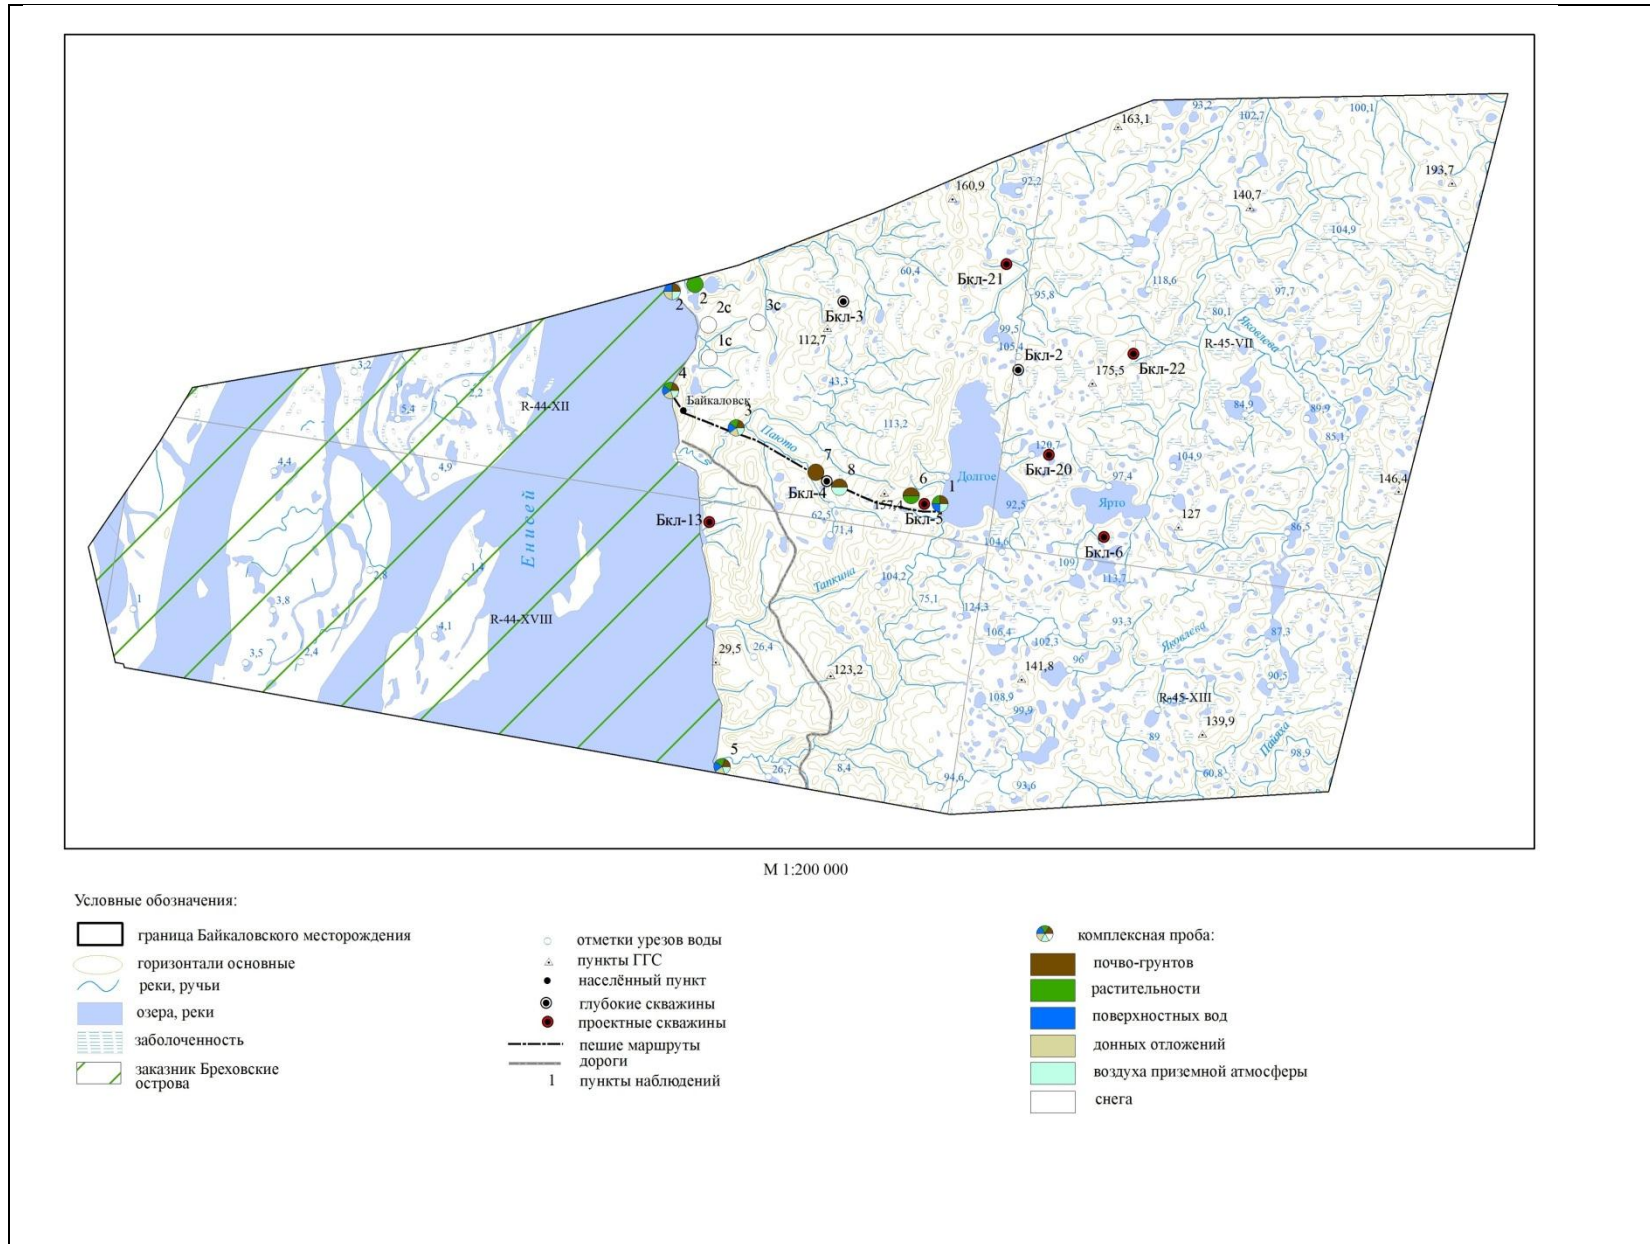 93,2
100,1
163,1
102,7
193,7
92,2
160,9
140,7
104,9
60,4
Бкл-21
118,6
97,7
95,8
2
2
2с
3с
Бкл-3
80,1
Яковлева
99,5
112,7
1с
105,4
Бкл-2
R-45-VII
3,2
175,5
Бкл-22
4
43,3
2,2
Байкаловск
R-44-XII
5,4
84,9
89,9
3
Паюто
113,2
85,1
120,7
4,4
4,9
7
8
Бкл-20
104,9
6
1
Долгое
97,4
146,4
Бкл-4
157,4
92,5
Ярто
127
Енисей
Бкл-13
62,5
71,4
Бкл-5
86,5
104,6
Бкл-6
109
1,4
2,8
Тапкина
104,2
113,7
1
3,8
75,1
124,3
R-44-XVIII
4,1
106,4
93,3
87,3
102,3
Яковлева
3,5
2,4
29,5
26,4
96
123,2
141,8
90,5
108,9
R-45-XIII
99,9
139,9
89
Пайяха
5
98,9
26,7
8,4
94,6
60,8
93,6
М 1:200 000
Условные обозначения:
граница Байкаловского месторождения
горизонтали основные
реки, ручьи
озера, реки
заболоченность
заказник Бреховские
острова
отметки урезов воды
пункты ГГС
населённый пункт
глубокие скважины
проектные скважины
пешие маршруты
дороги
1 пункты наблюдений
комплексная проба:
почво-грунтов
растительности
поверхностных вод
донных отложений
воздуха приземной атмосферы
снега